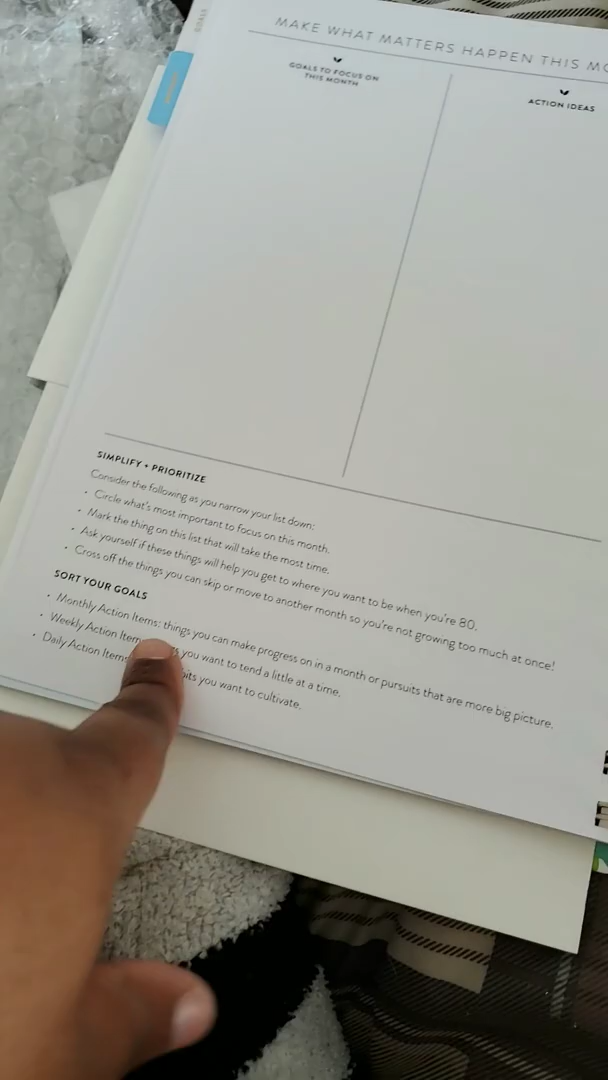 MAKE WHAT MATTERS HAPPEN THIS
GOALS TO FOCUS ON
THIS MONTH
ACTION IDEAS
SIMPLIFY + PRIORITIZE
Consider the following as you narrow your list down:
• Circle what's most important to focus on this month.
• Mark the thing on this list that will take the most time.
• Ask yourself if these things will help you get to where you want to be when you're 80.
• Cross off the things you can skip or move to another month so you're not growing too much at once!
SORT YOUR GOALS
• Monthly Action Items: things you can make progress on in a month or pursuits that are more big picture.
• Weekly Action you want to tend a little at a time.
• Daily Action you want to cultivate.